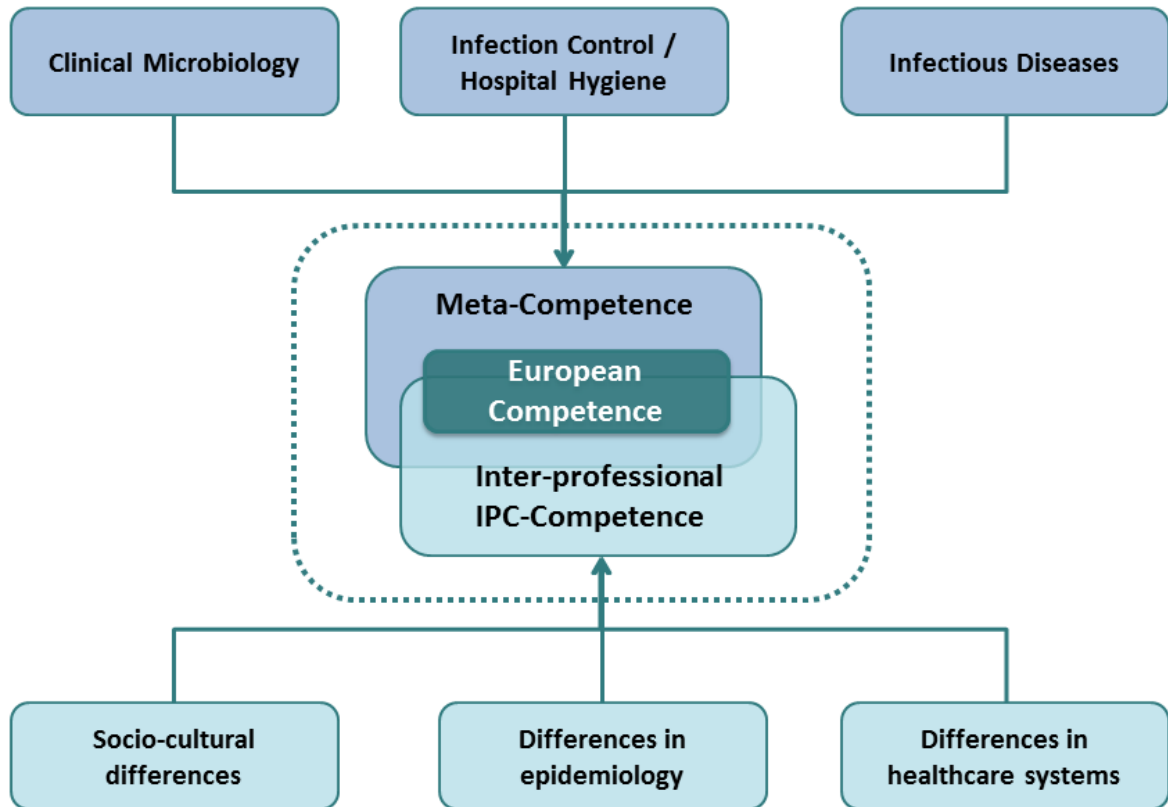 Clinical Microbiology
Infection Control /
Hospital Hygiene
Infectious Diseases
Meta-Competence
European
Competence
Inter-professional
IPC-Competence
Socio-cultural
differences
Differences in
epidemiology
Differences in
healthcare systems